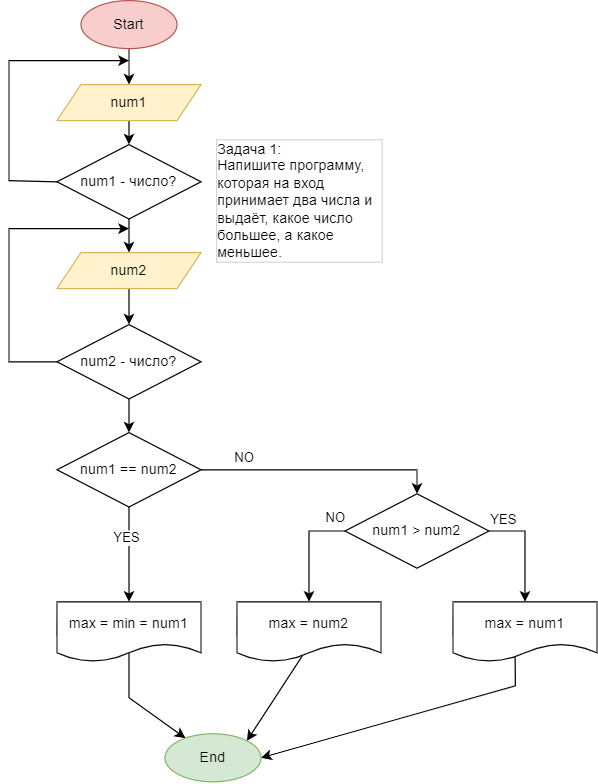 Start
num1
num1 - число?
Задача 1:
Напишите программу,
которая на вход
принимает два числа и
выдаёт, какое число
большее, а какое
меньшее.
num2
num2 - число?
num1 == num2
NO
YES
num1 > num2
NO
YES
max = min = num1
max = num2
max = num1
End